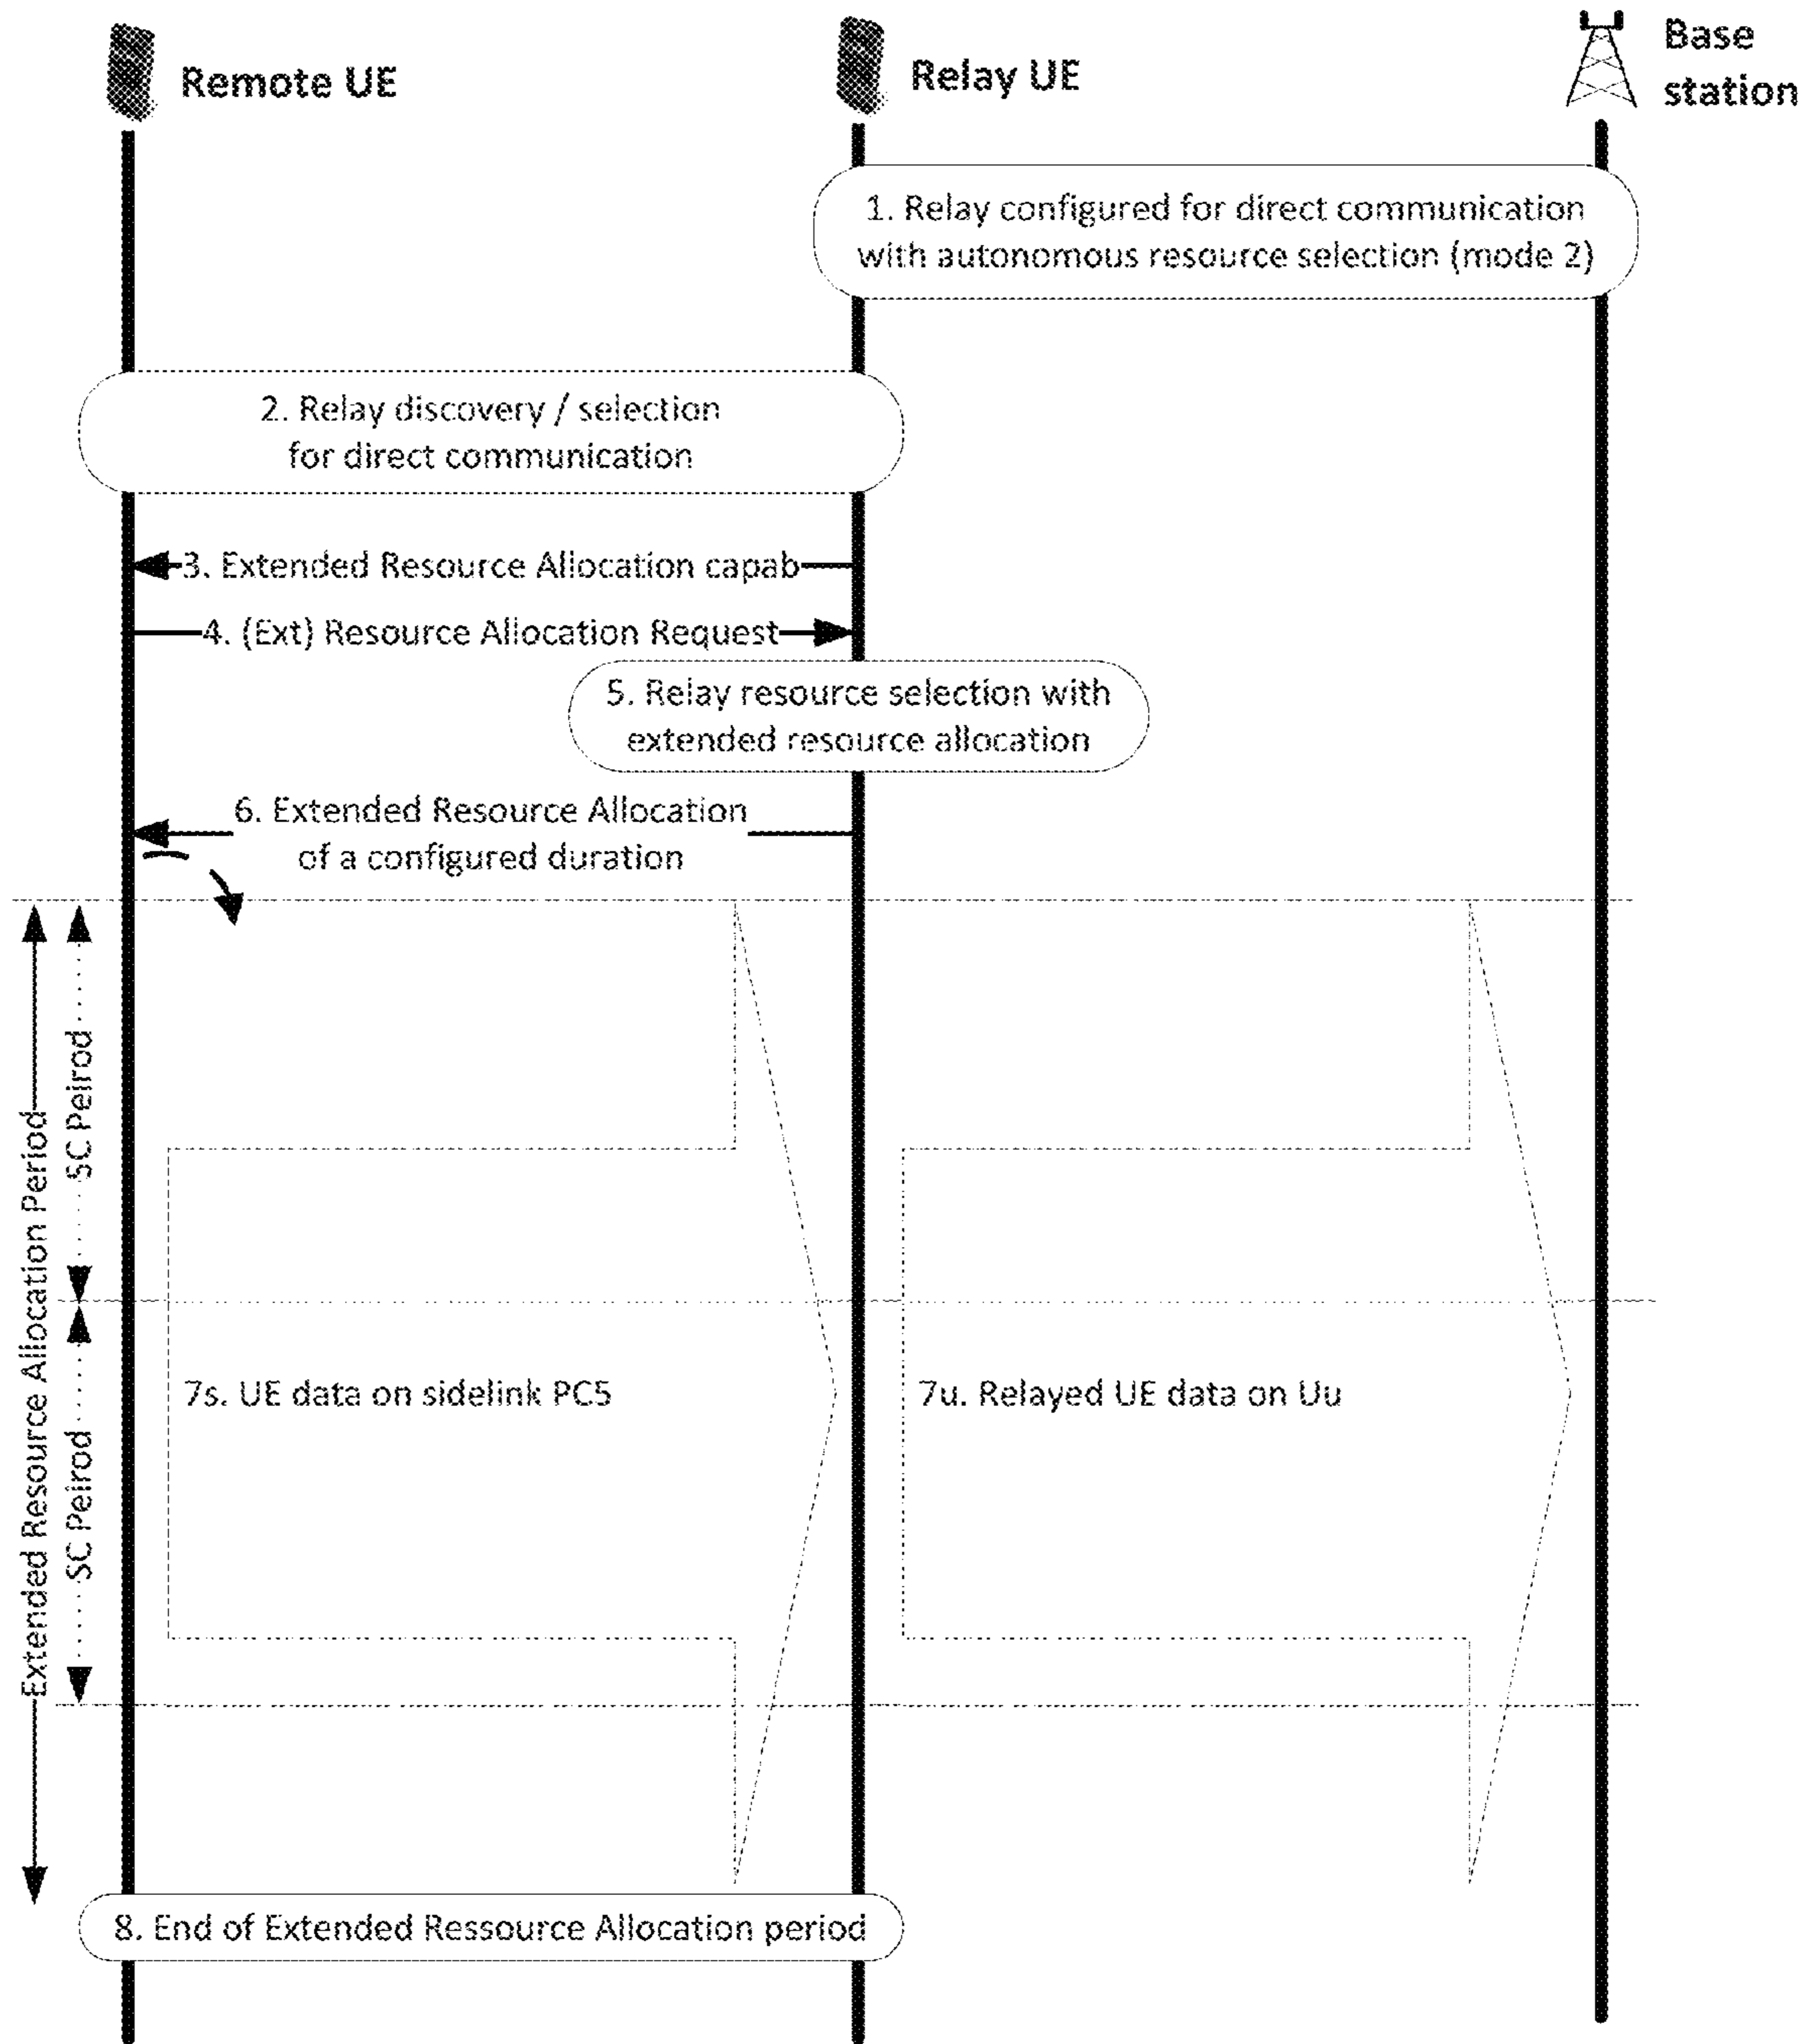 Remote UE
Relay UE
Base
station
1. Relay configured for direct communication
with autonomous resource selection (mode 2)
2. Relay discovery / selection
for direct communication
3. Extended Resource Allocation capab
4. (Ext) Resource Allocation Request
5. Relay resource selection with
extended resource allocation
6. Extended Resource Allocation
of a configured duration
Extended Resource Allocation Period
SC Peirod
SC Peirod
7s. UE data on sidelink PC5
7u. Relayed UE data on Uu
8. End of Extended Ressource Allocation period